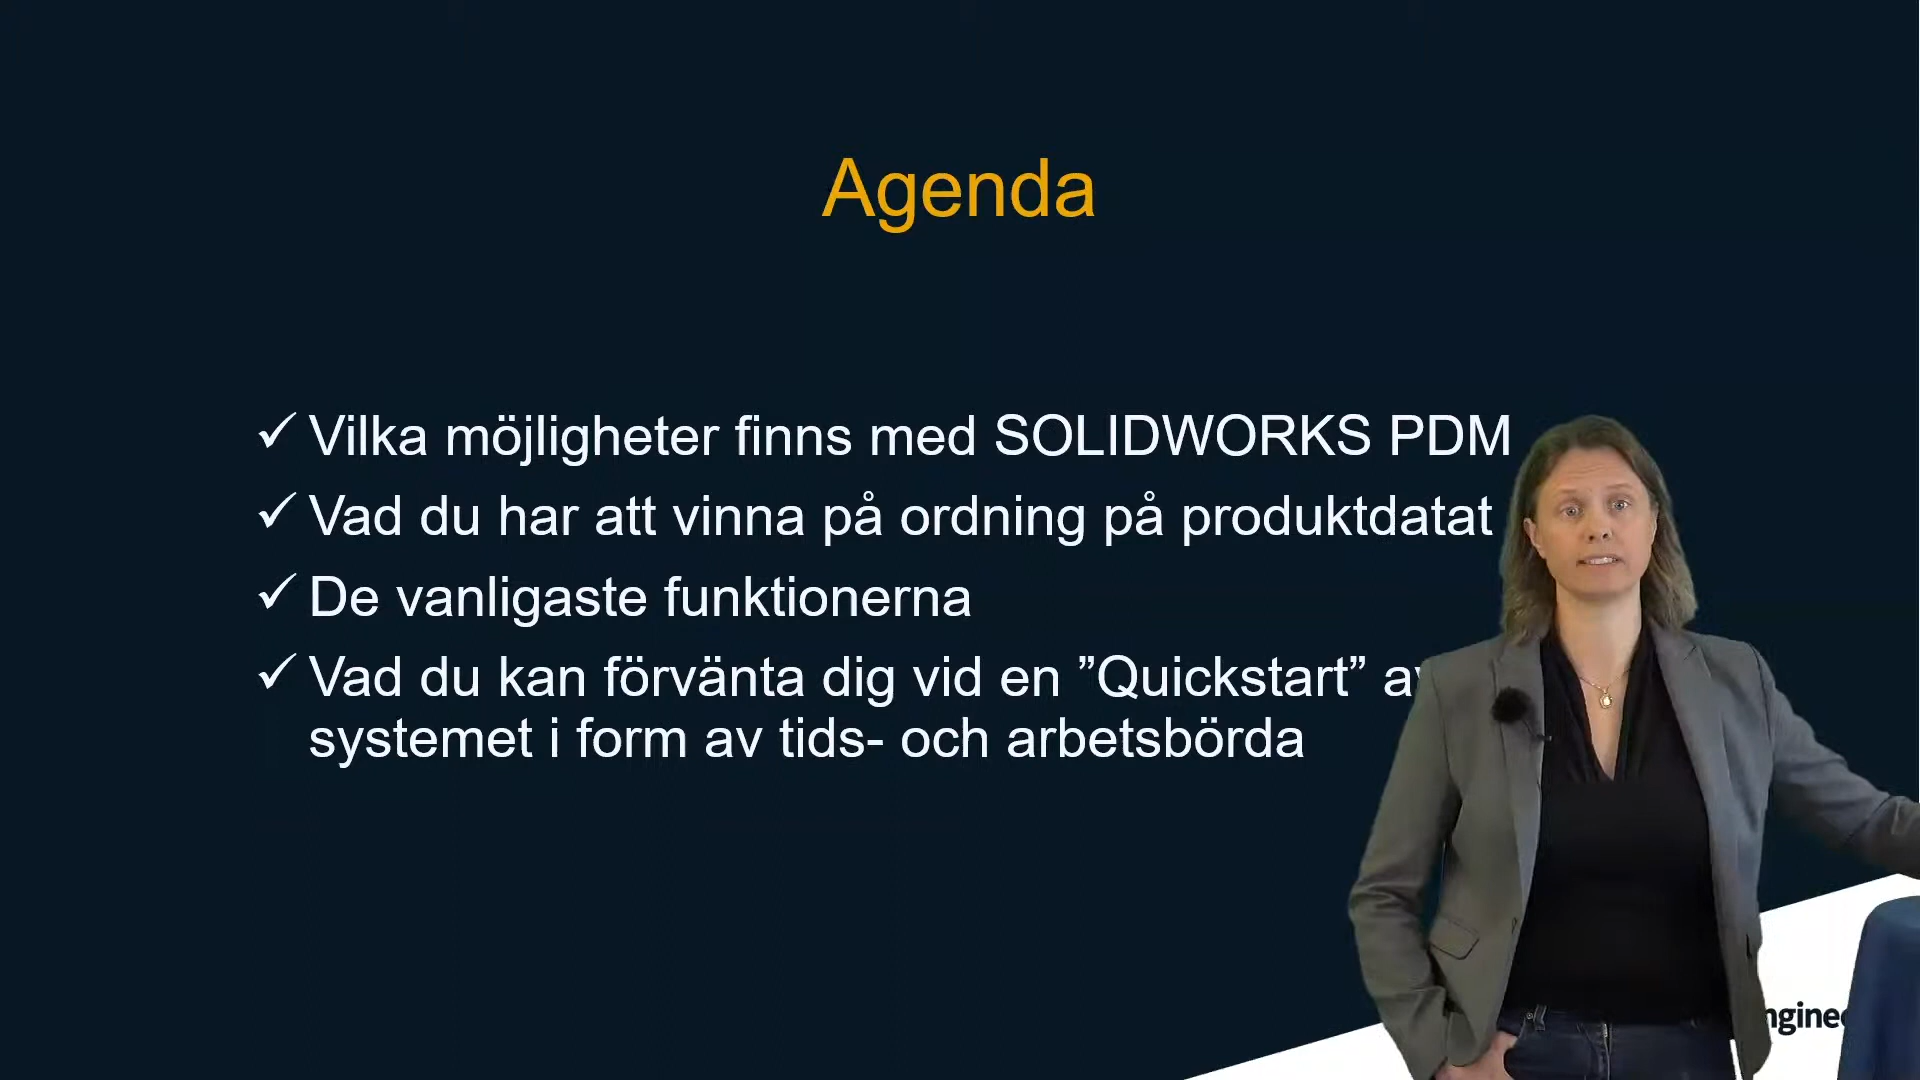 Agenda
Vilka möjligheter finns med SOLIDWORKS PDM
Vad du har att vinna på ordning på produktdatat
De vanligaste funktionerna
Vad du kan förvänta dig vid en ”Quickstart” av
systemet i form av tids- och arbetsbörda